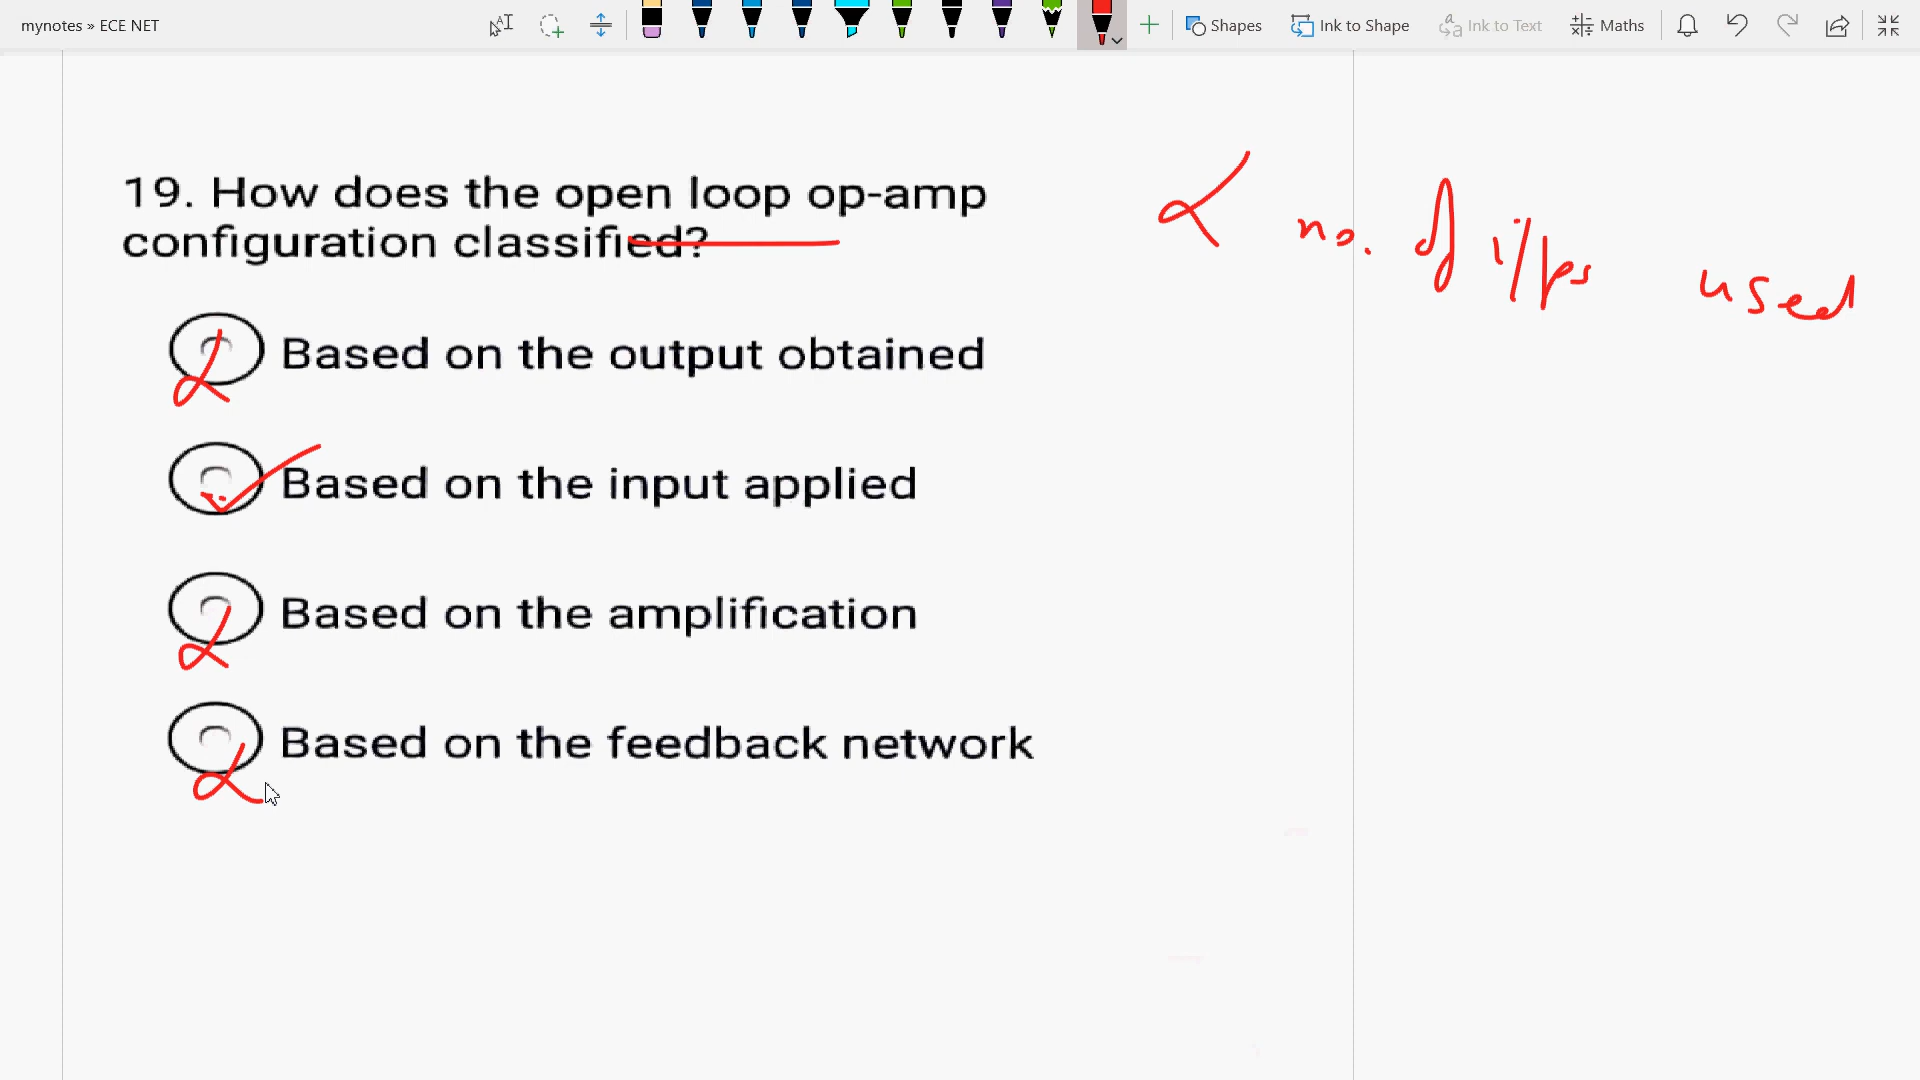 mynotes » ECE NET
Shapes
Ink to Shape
Ink to Text
Maths
19. How does the open loop op-amp
configuration classified?
∝ no. of i/ps used
Based on the output obtained
Based on the input applied
Based on the amplification
Based on the feedback network